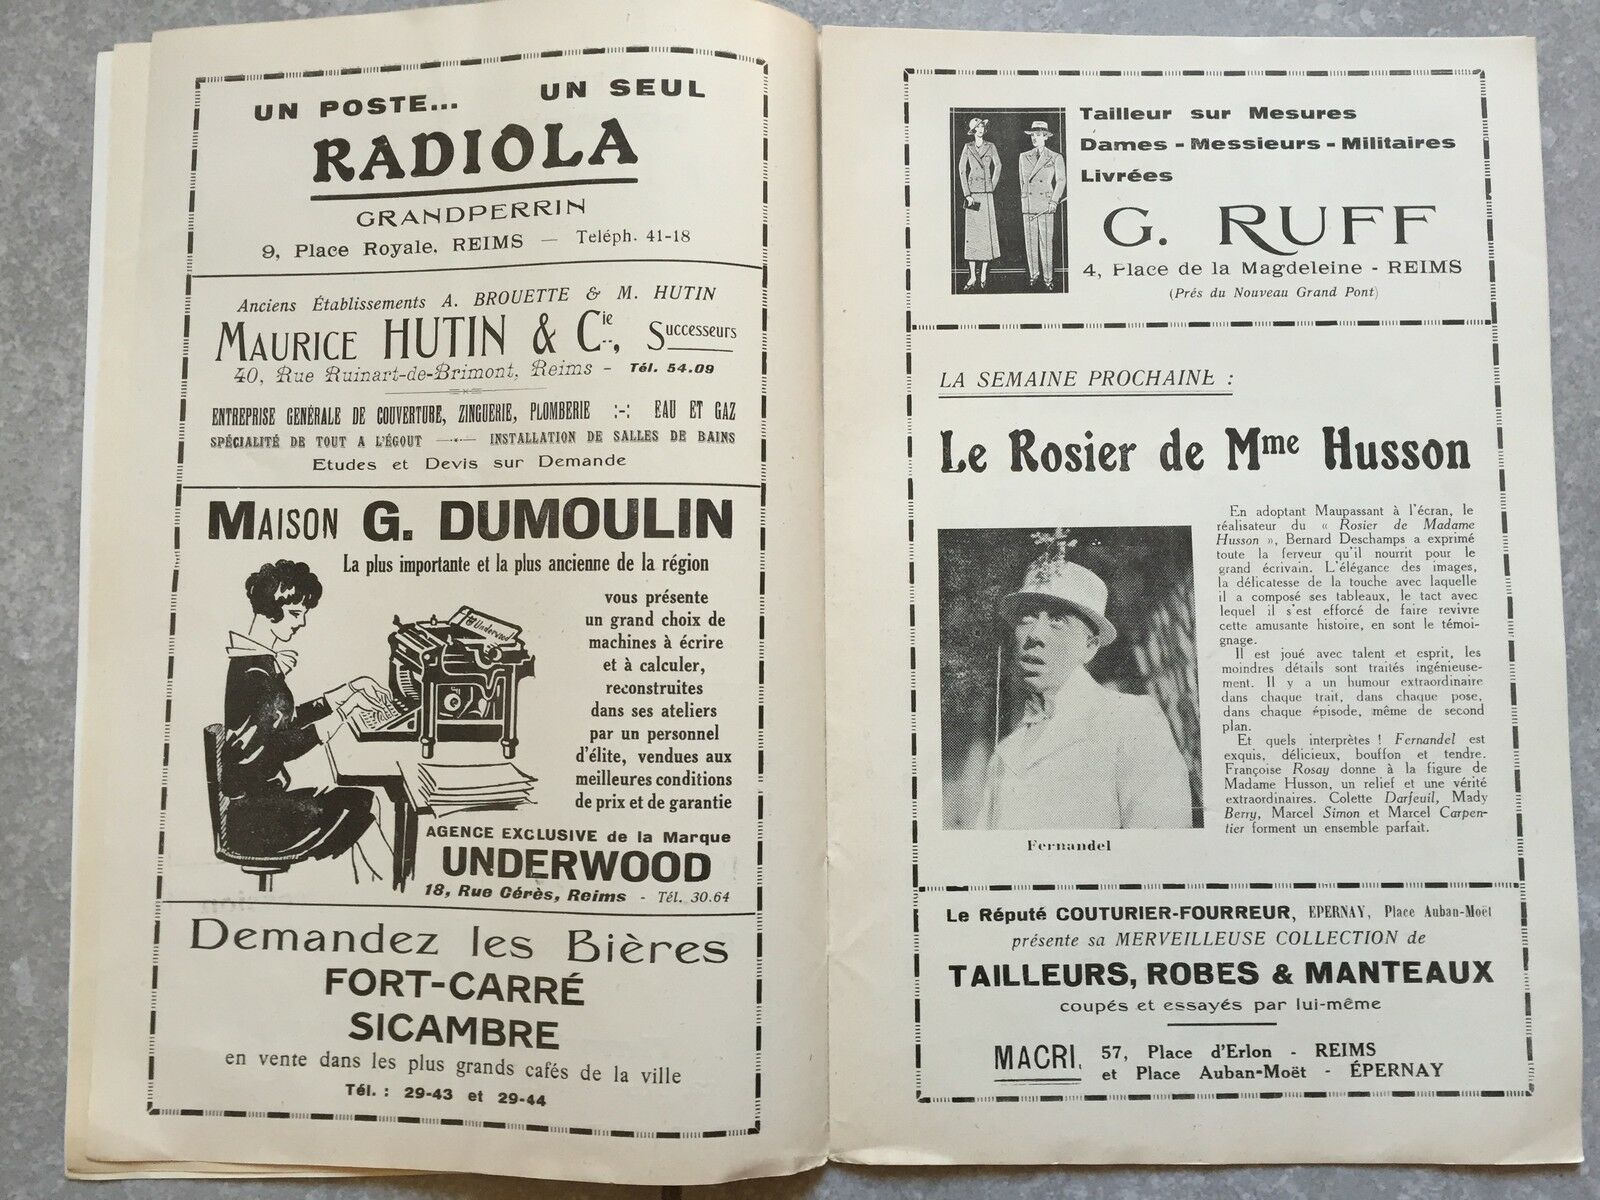 UN POSTE... UN SEUL
RADIOLA
GRANDPERRIN
9, Place Royale, REIMS — Teléph. 41-18
Anciens Établissements A. BROUETTE & M. HUTIN
MAURICE HUTIN & Cie, Successeurs
40, Rue Ruinart-de-Brimont, Reims - Tél. 54.09
ENTREPRISE GENÉRALE DE COUVERTURE, ZINGUERIE, PLOMBERIE :-: EAU ET GAZ
SPÉCIALITÉ DE TOUT A L'ÉGOUT —·— INSTALLATION DE SALLES DE BAINS
Etudes et Devis sur Demande
MAISON G. DUMOULIN
La plus importante et la plus ancienne de la région
Underwood
vous présente
un grand choix de
machines à écrire
et à calculer,
reconstruites
dans ses ateliers
par un personnel
d'élite, vendues aux
meilleures conditions
de prix et de garantie
AGENCE EXCLUSIVE de la Marque
UNDERWOOD
18, Rue Cérès, Reims - Tél. 30.64
Demandez les Bières
FORT-CARRÉ
SICAMBRE
en vente dans les plus grands cafés de la ville
Tél. : 29-43 et 29-44
Tailleur sur Mesures
Dames - Messieurs - Militaires
Livrées
G. RUFF
4, Place de la Magdeleine - REIMS
(Prés du Nouveau Grand Pont)
LA SEMAINE PROCHAINE :
Le Rosier de Mme Husson
En adoptant Maupassant à l'écran, le
réalisateur du « Rosier de Madame
Husson », Bernard Deschamps a exprimé
toute la ferveur qu'il nourrit pour le
grand écrivain. L'élégance des images,
la délicatesse de la touche avec laquelle
il a composé ses tableaux, le tact avec
lequel il s'est efforcé de faire revivre
cette amusante histoire, en sont le témoi-
gnage.
Il est joué avec talent et esprit, les
moindres détails sont traités ingénieuse-
ment. Il y a un humour extraordinaire
dans chaque trait, dans chaque pose,
dans chaque épisode, même de second
plan.
Et quels interprètes ! Fernandel est
exquis, délicieux, bouffon et tendre.
Françoise Rosay donne à la figure de
Madame Husson, un relief et une vérité
extraordinaires. Colette Darfeuil, Mady
Berry, Marcel Simon et Marcel Carpen-
tier forment un ensemble parfait.
Fernandel
Le Réputé COUTURIER-FOURREUR, EPERNAY, Place Auban-Moët
présente sa MERVEILLEUSE COLLECTION de
TAILLEURS, ROBES & MANTEAUX
coupés et essayés par lui-même
MACRI, 57, Place d'Erlon - REIMS
et Place Auban-Moët - ÉPERNAY